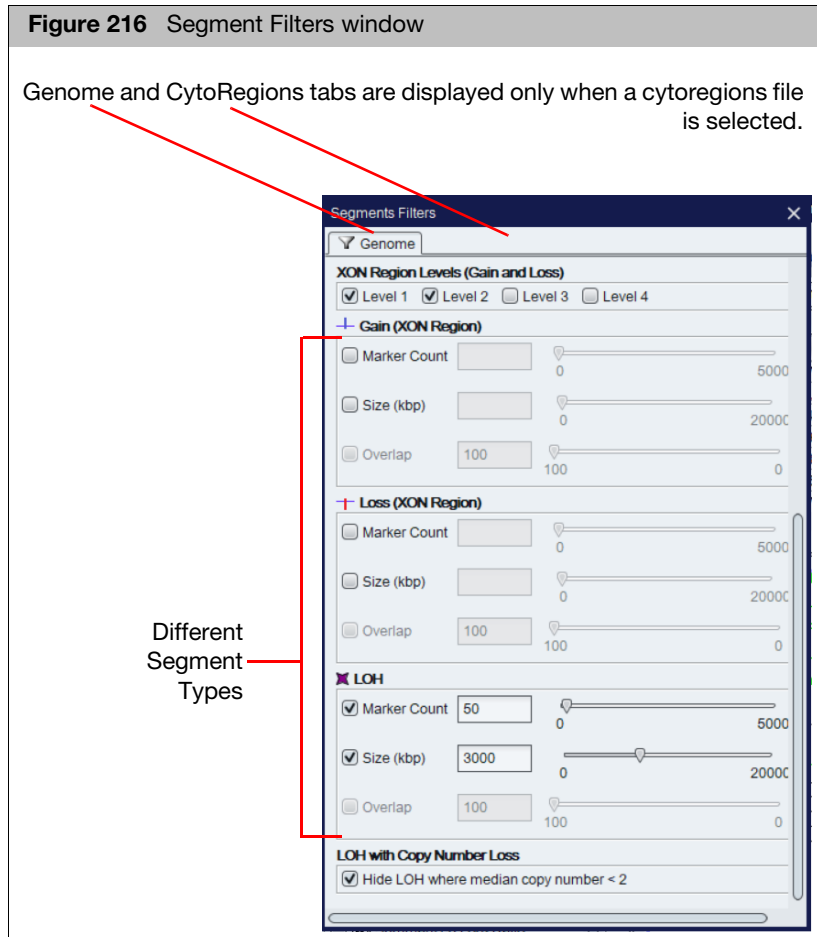 Figure 216 Segment Filters window
Genome and CytoRegions tabs are displayed only when a cytoregions file
is selected.
Segments Filters
Genome
XON Region Levels (Gain and Loss)
Level 1 Level 2 Level 3 Level 4
Gain (XON Region)
Marker Count
0 5000
Size (kbp)
0 20000
Overlap 100
100 0
Loss (XON Region)
Marker Count
0 5000
Size (kbp)
0 20000
Overlap 100
100 0
Different
Segment
Types
LOH
Marker Count 50
0 5000
Size (kbp) 3000
0 20000
Overlap 100
100 0
LOH with Copy Number Loss
Hide LOH where median copy number < 2